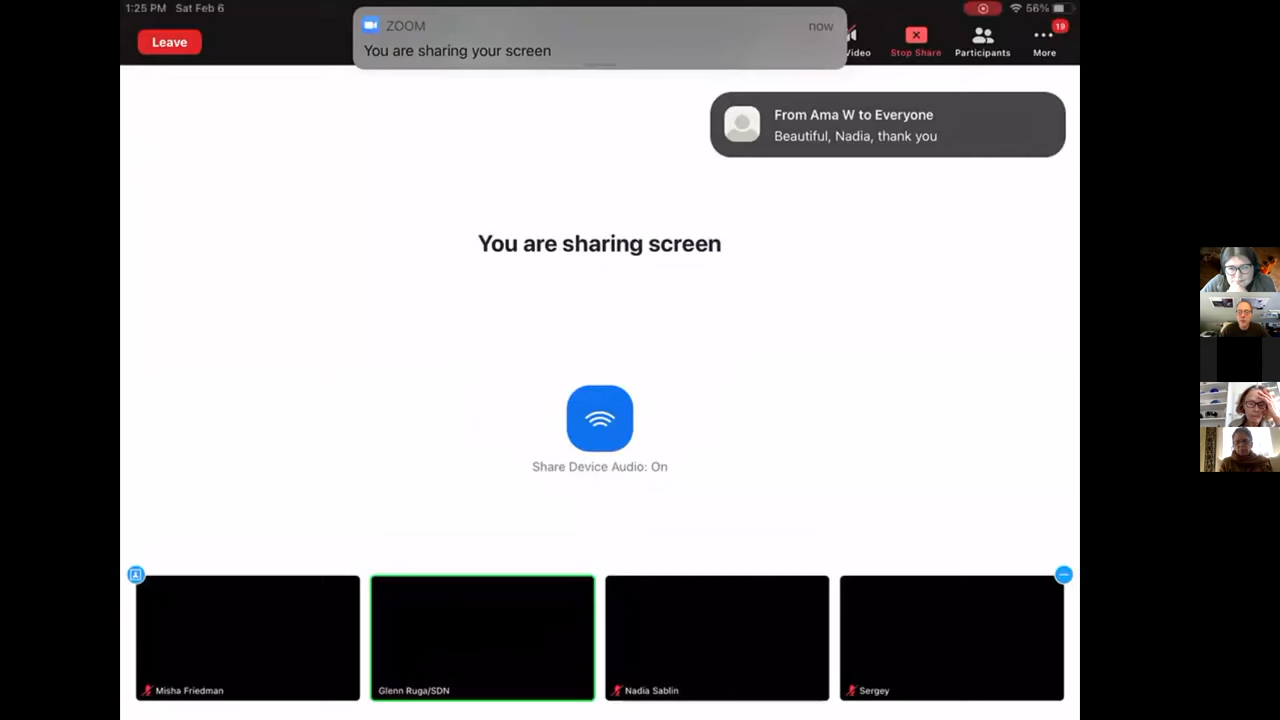 1:25 PM Sat Feb 6
56%
Leave
ZOOM
now
You are sharing your screen
Video
Stop Share
Participants
19
More
From Ama W to Everyone
Beautiful, Nadia, thank you
You are sharing screen
Share Device Audio: On
Misha Friedman
Glenn Ruga/SDN
Nadia Sablin
Sergey